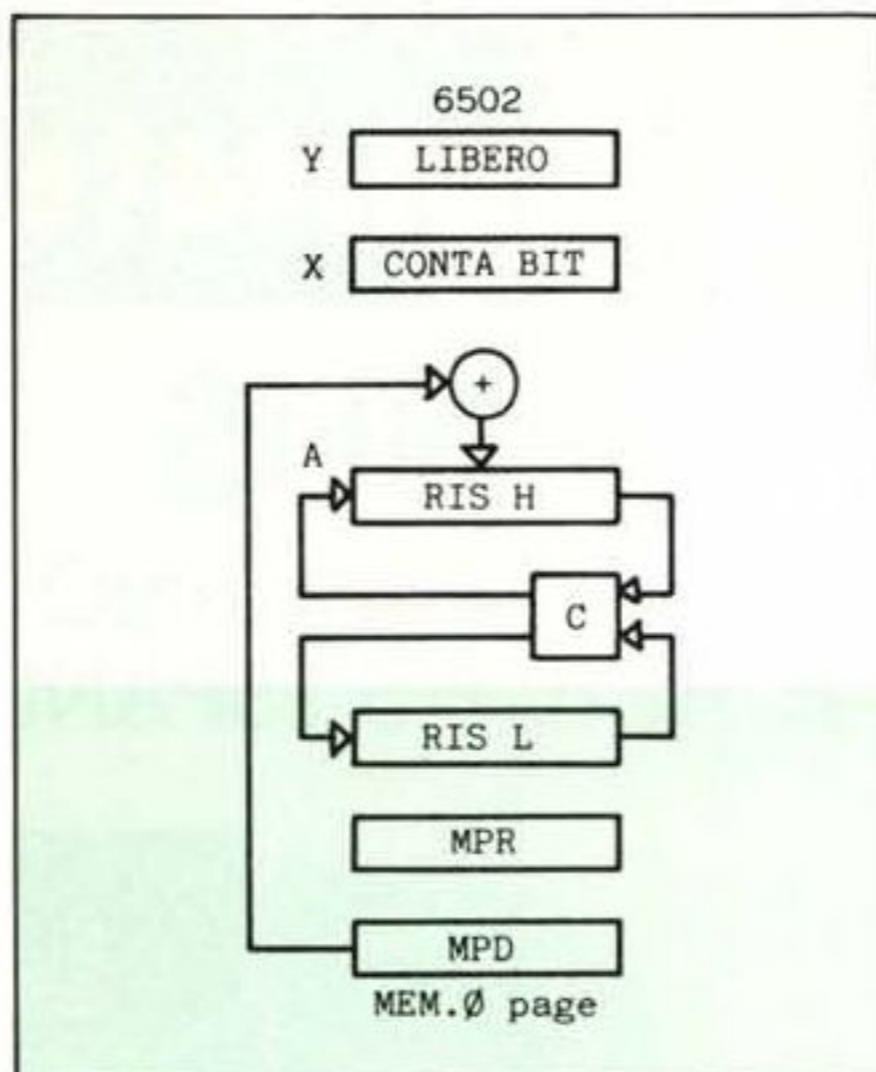 6502
Y LIBERO
X CONTA BIT
+
A
RIS H
C
RIS L
MPR
MPD
MEM.Ø page